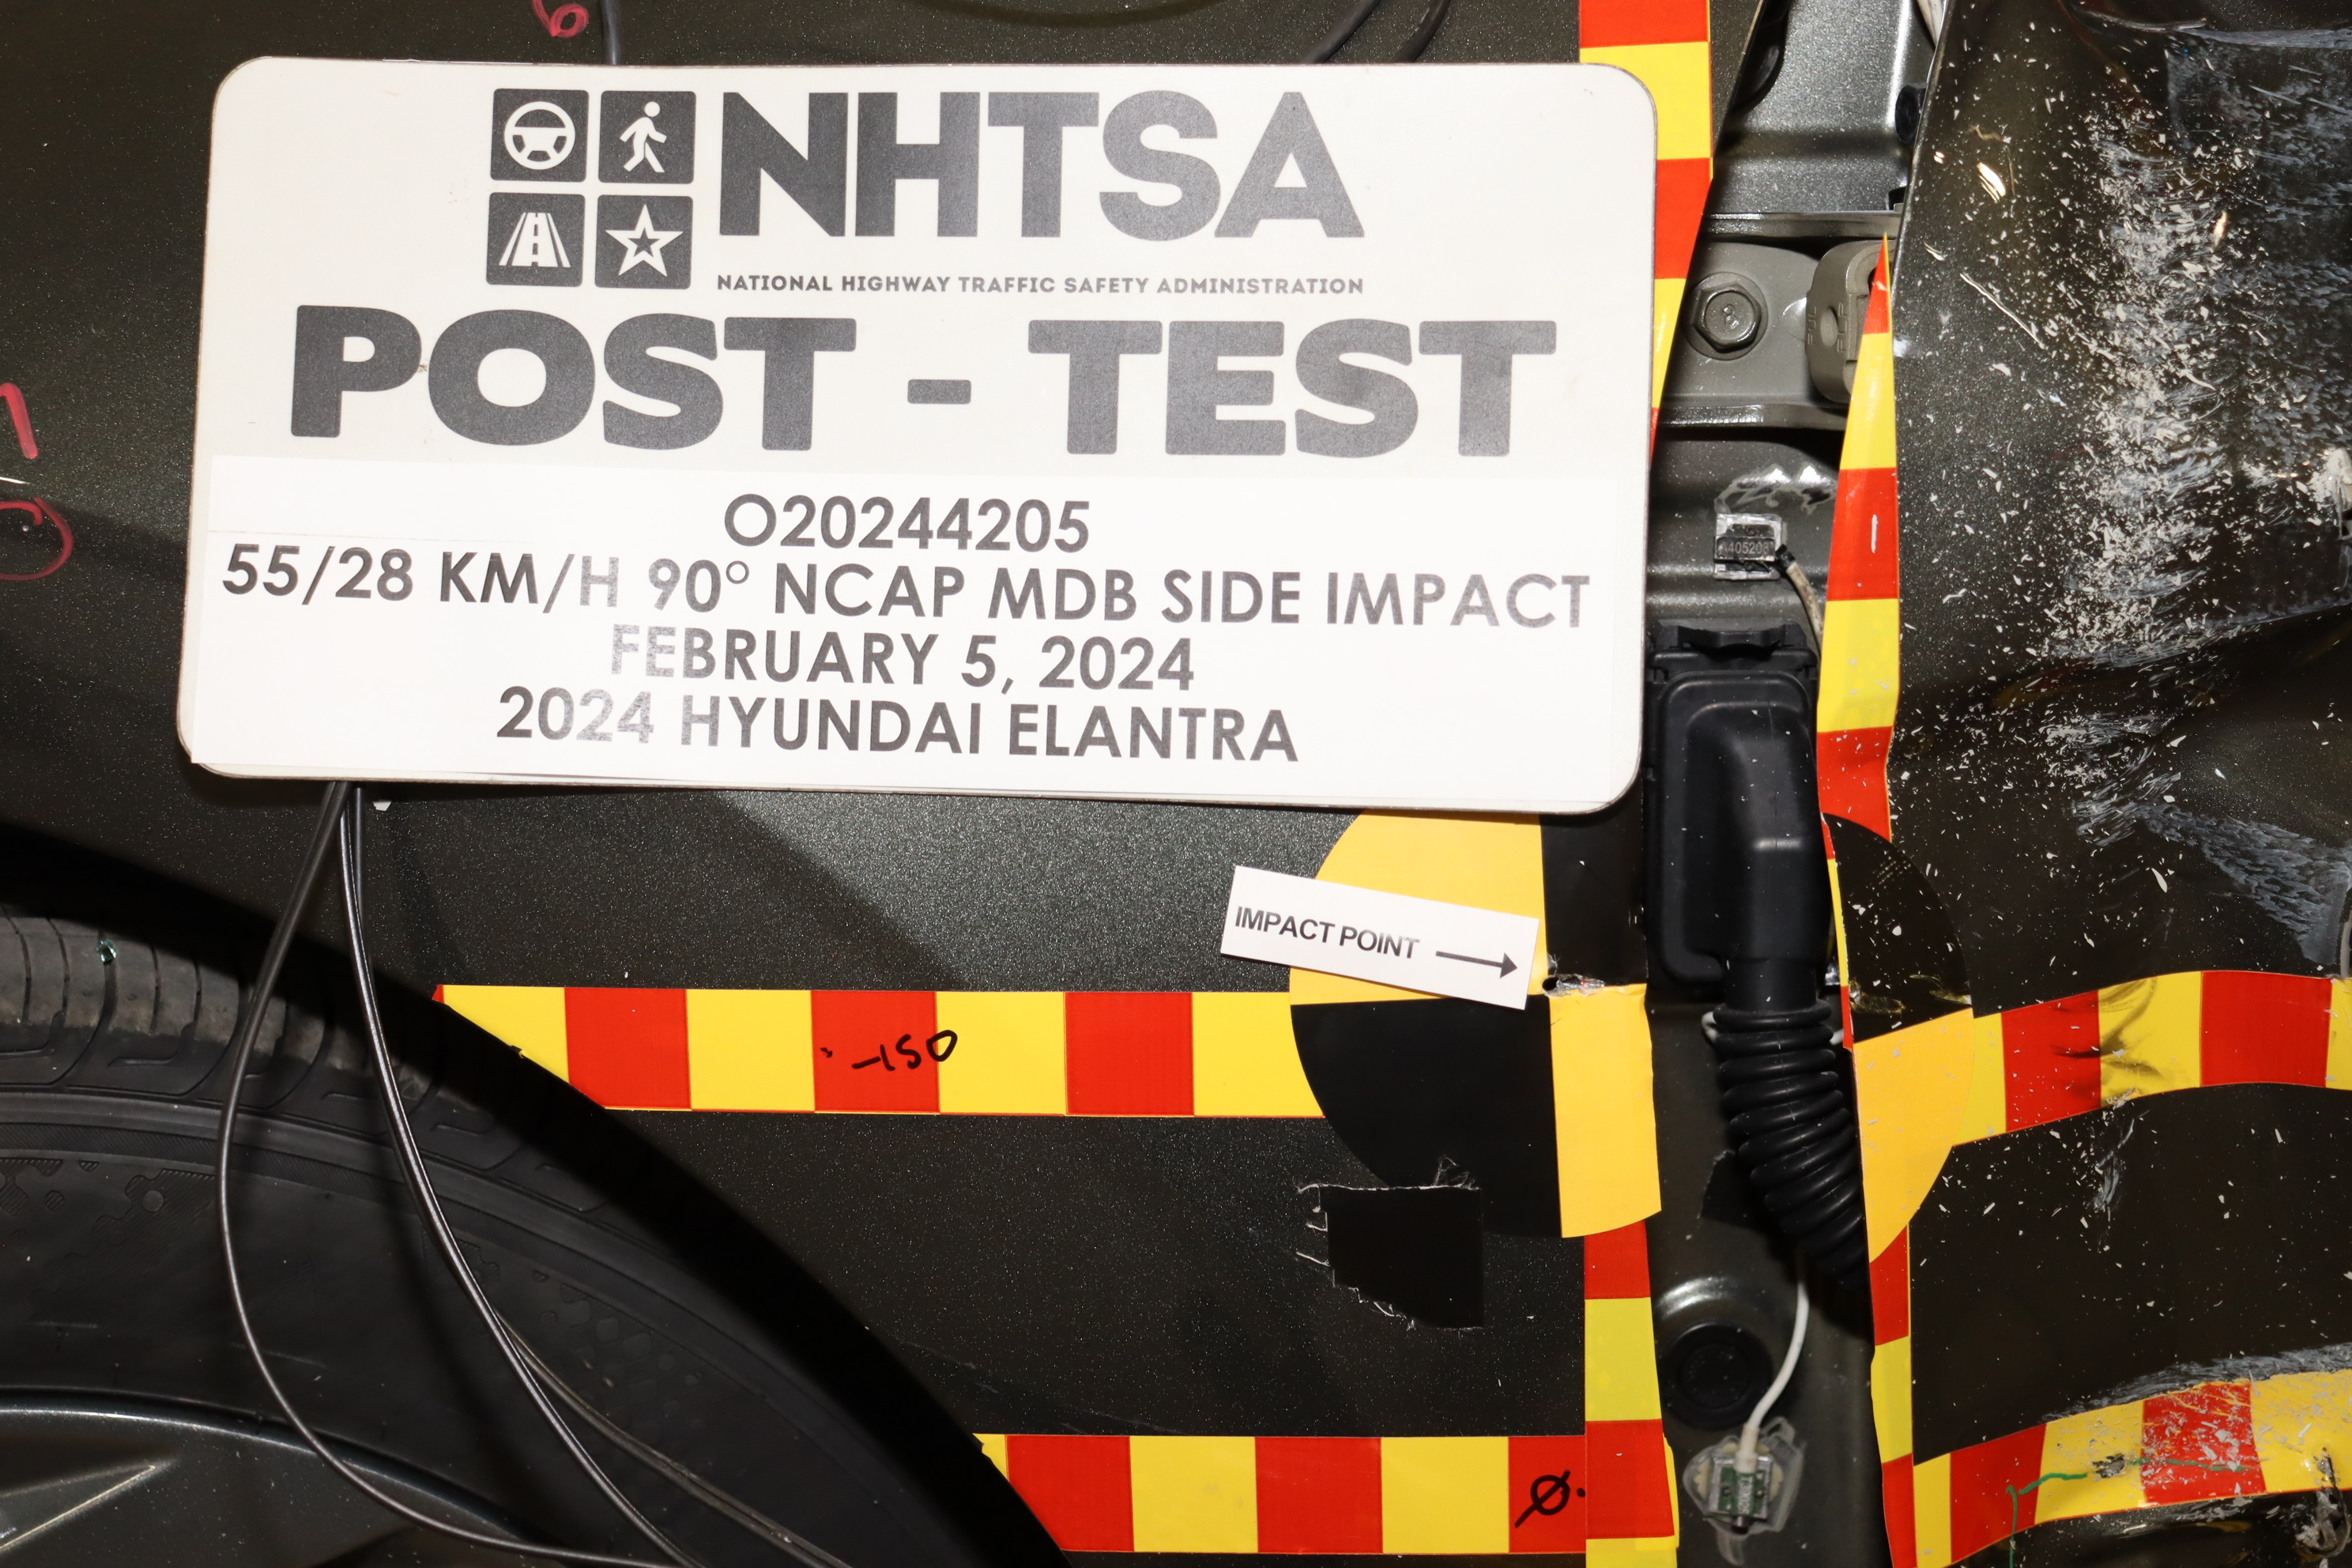 6
NHTSA
NATIONAL HIGHWAY TRAFFIC SAFETY ADMINISTRATION
POST - TEST
O20244205
55/28 KM/H 90° NCAP MDB SIDE IMPACT
FEBRUARY 5, 2024
2024 HYUNDAI ELANTRA
IMPACT POINT →
-150
Ø